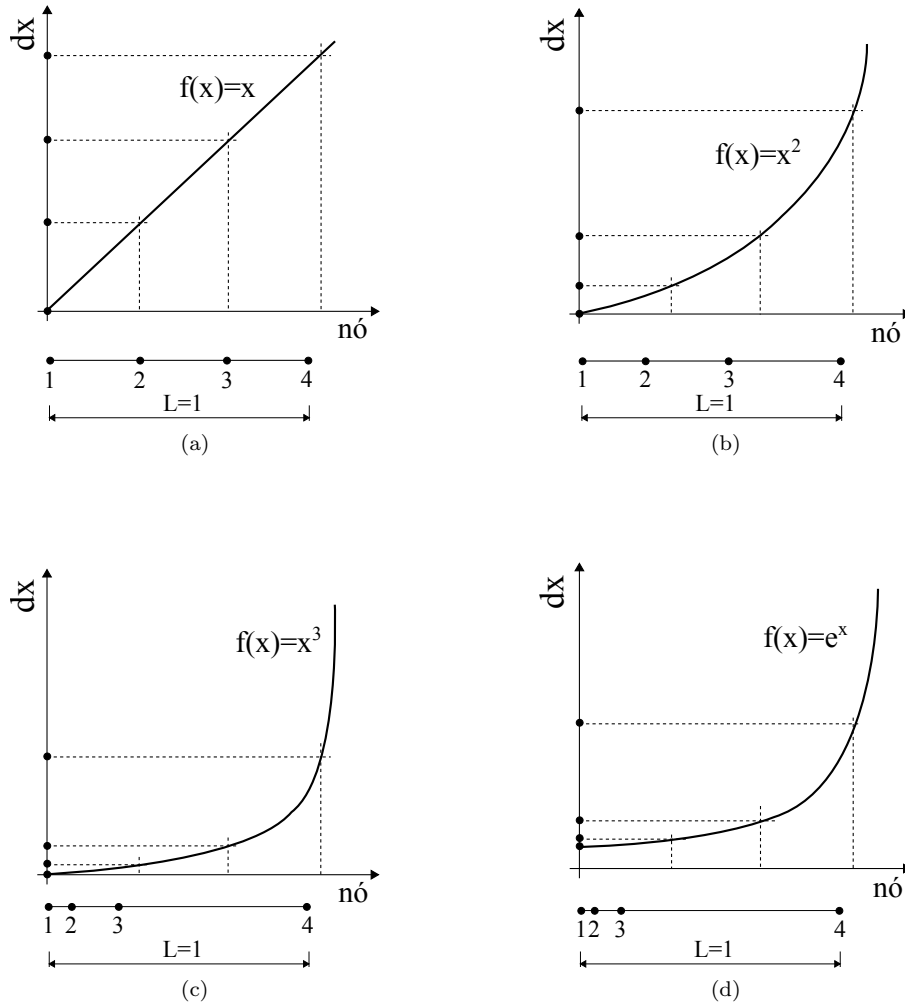 dx
f(x)=x
nó
1 2 3 4
L=1
(a)
dx
f(x)=x²
nó
1 2 3 4
L=1
(b)
dx
f(x)=x³
nó
1 2 3 4
L=1
(c)
dx
f(x)=eˣ
nó
1 2 3 4
L=1
(d)